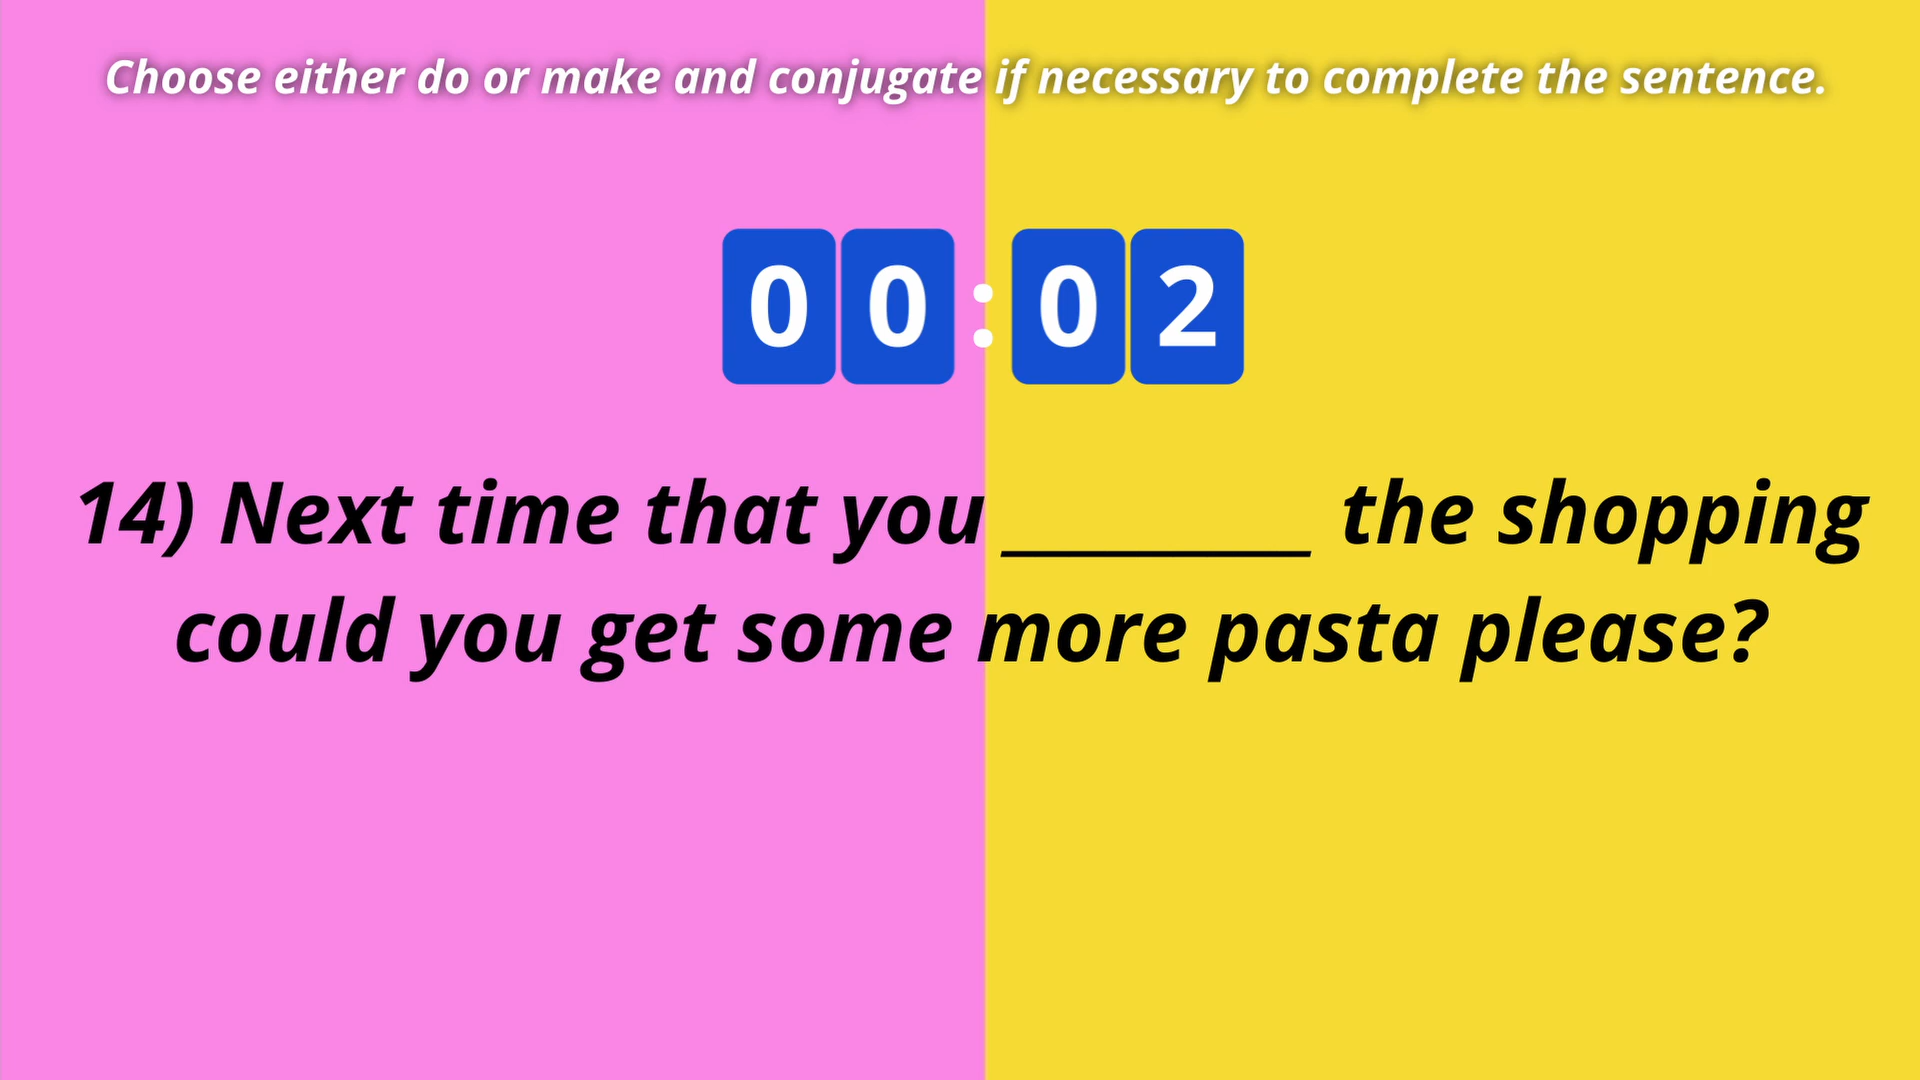 Choose either do or make and conjugate if necessary to complete the sentence.
00:02
14) Next time that you _______ the shopping
could you get some more pasta please?